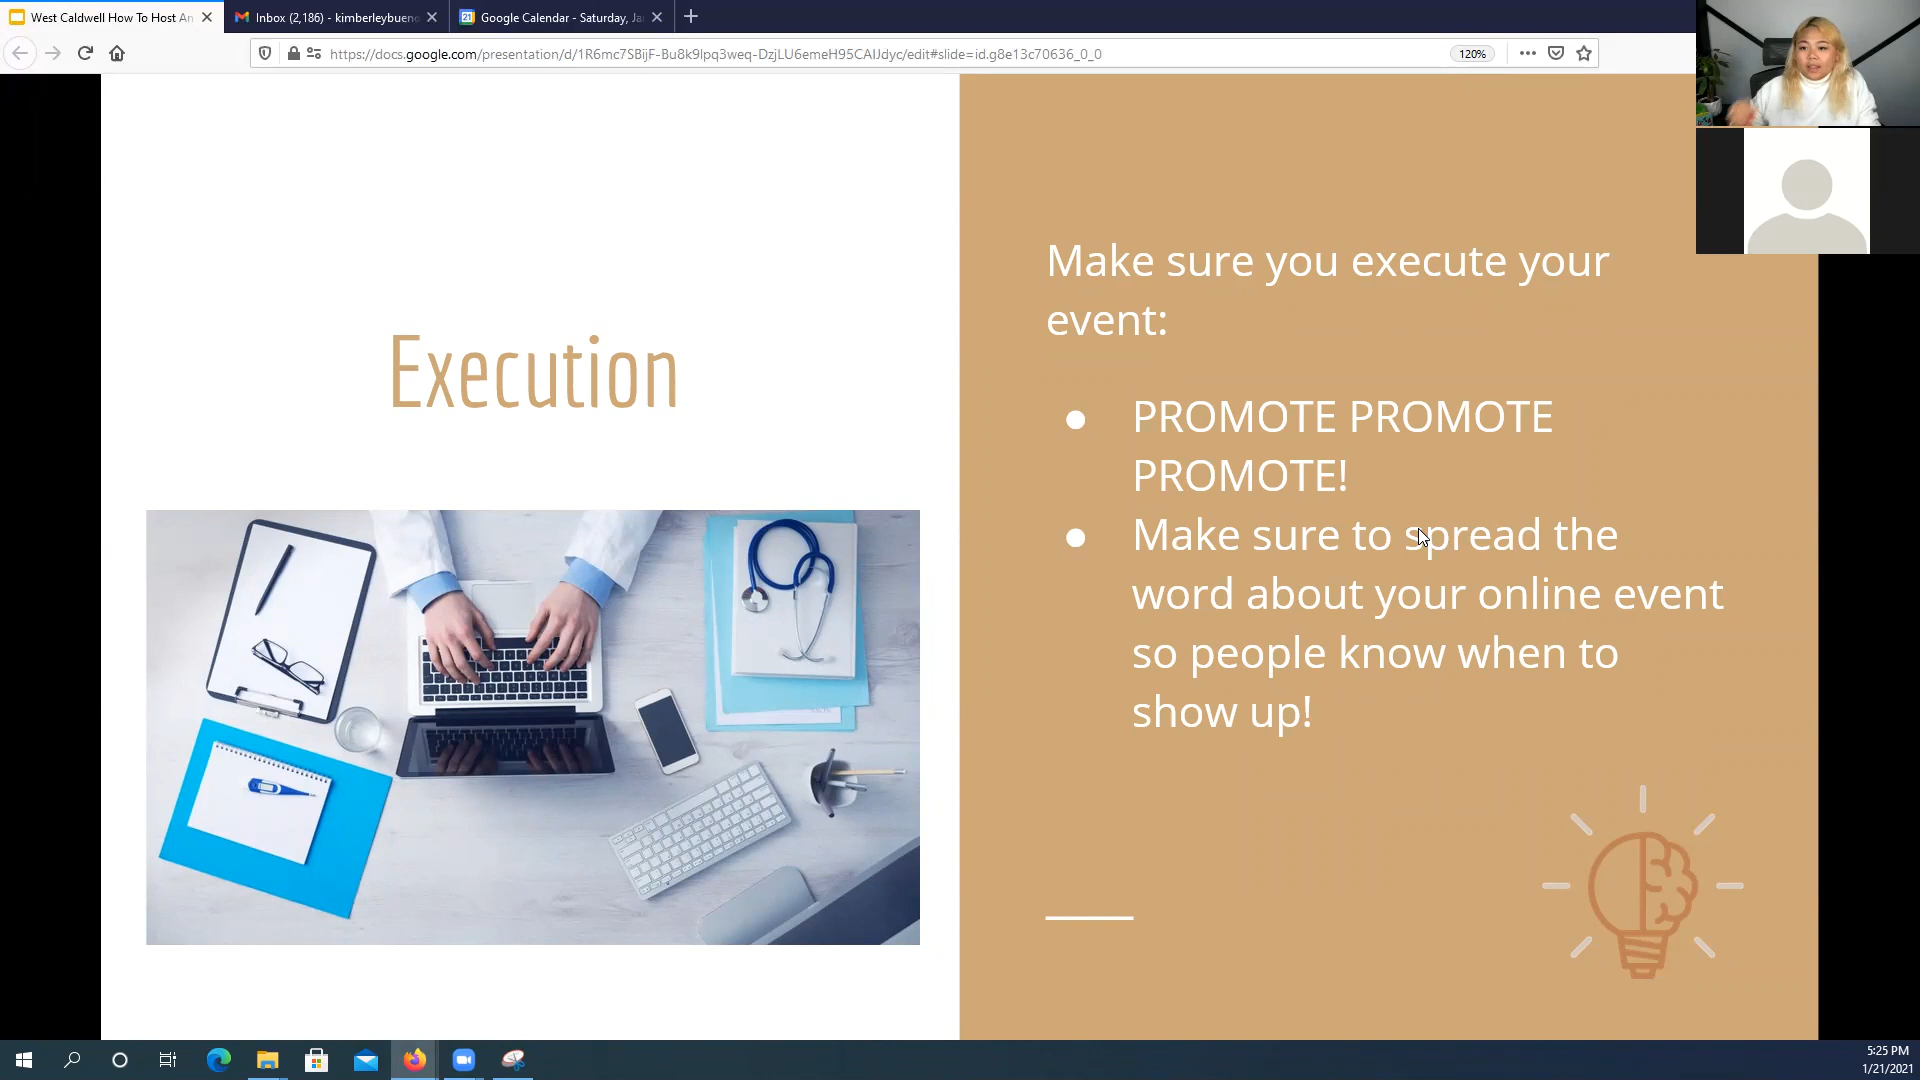 West Caldwell How To Host An
Inbox (2,186) - kimberleybueno
Google Calendar - Saturday, Ja
https://docs.google.com/presentation/d/1R6mc7SBijF-Bu8k9lpq3weq-DzjLU6emeH95CAIJdyc/edit#slide=id.g8e13c70636_0_0
120%
Execution
Make sure you execute your
event:
● PROMOTE PROMOTE
PROMOTE!
● Make sure to spread the
word about your online event
so people know when to
show up!
5:25 PM
1/21/2021